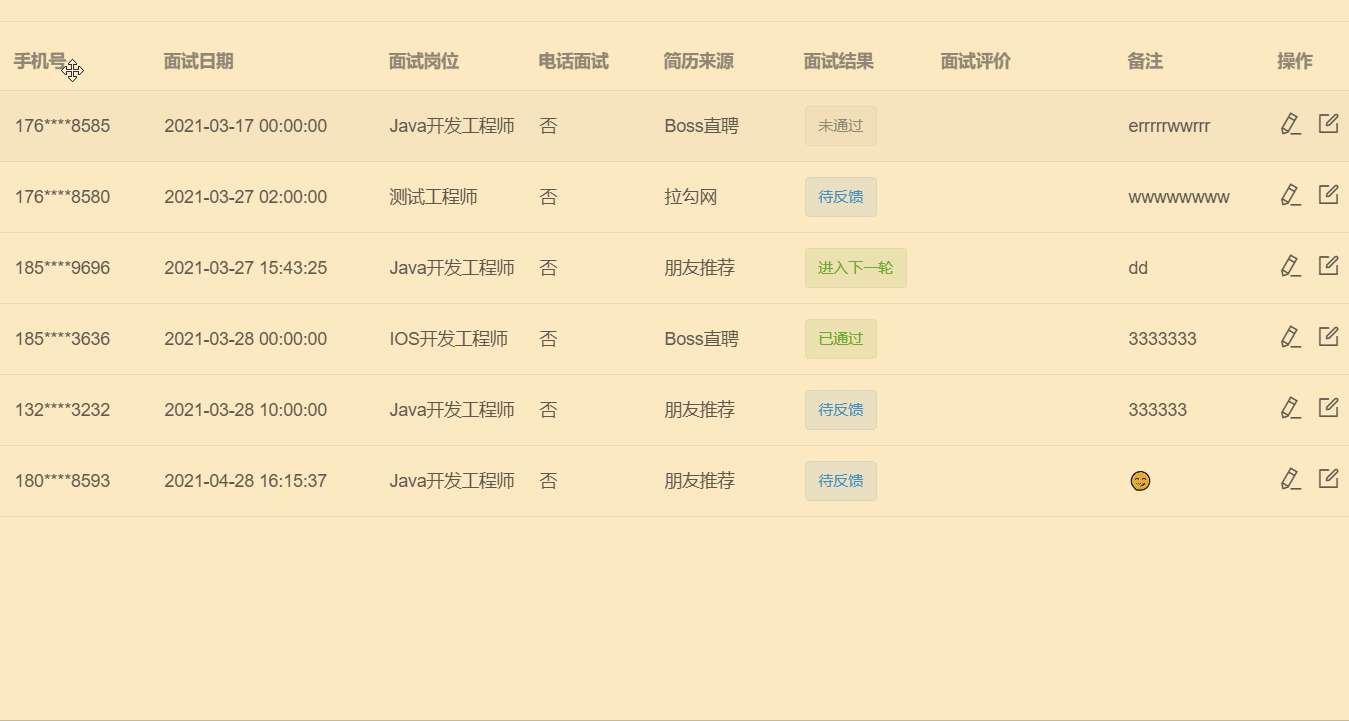 手机号 面试日期 面试岗位 电话面试 简历来源 面试结果 面试评价 备注 操作
176****8585 2021-03-17 00:00:00 Java开发工程师 否 Boss直聘 未通过 errrrrwwrrr
176****8580 2021-03-27 02:00:00 测试工程师 否 拉勾网 待反馈 wwwwwwww
185****9696 2021-03-27 15:43:25 Java开发工程师 否 朋友推荐 进入下一轮 dd
185****3636 2021-03-28 00:00:00 IOS开发工程师 否 Boss直聘 已通过 3333333
132****3232 2021-03-28 10:00:00 Java开发工程师 否 朋友推荐 待反馈 333333
180****8593 2021-04-28 16:15:37 Java开发工程师 否 朋友推荐 待反馈